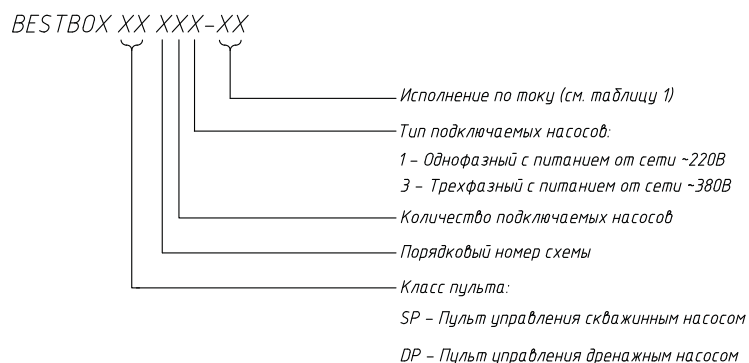 BESTBOX XX XXX-XX
Исполнение по току (см. таблицу 1)
Тип подключаемых насосов:
1 - Однофазный с питанием от сети ~220В
3 - Трехфазный с питанием от сети ~380В
Количество подключаемых насосов
Порядковый номер схемы
Класс пульта:
SP - Пульт управления скважинным насосом
DP - Пульт управления дренажным насосом